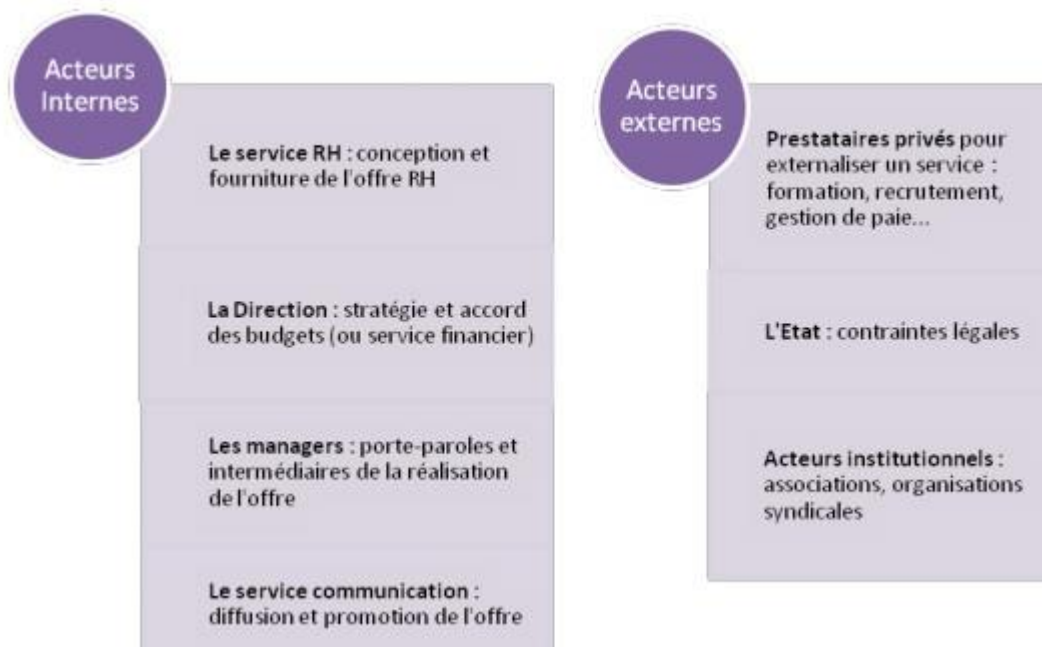 Acteurs
Internes
Le service RH : conception et
fourniture de l'offre RH
La Direction : stratégie et accord
des budgets (ou service financier)
Les managers : porte-paroles et
intermédiaires de la réalisation
de l'offre
Le service communication :
diffusion et promotion de l'offre
Acteurs
externes
Prestataires privés pour
externaliser un service :
formation, recrutement,
gestion de paie...
L'Etat : contraintes légales
Acteurs institutionnels :
associations, organisations
syndicales